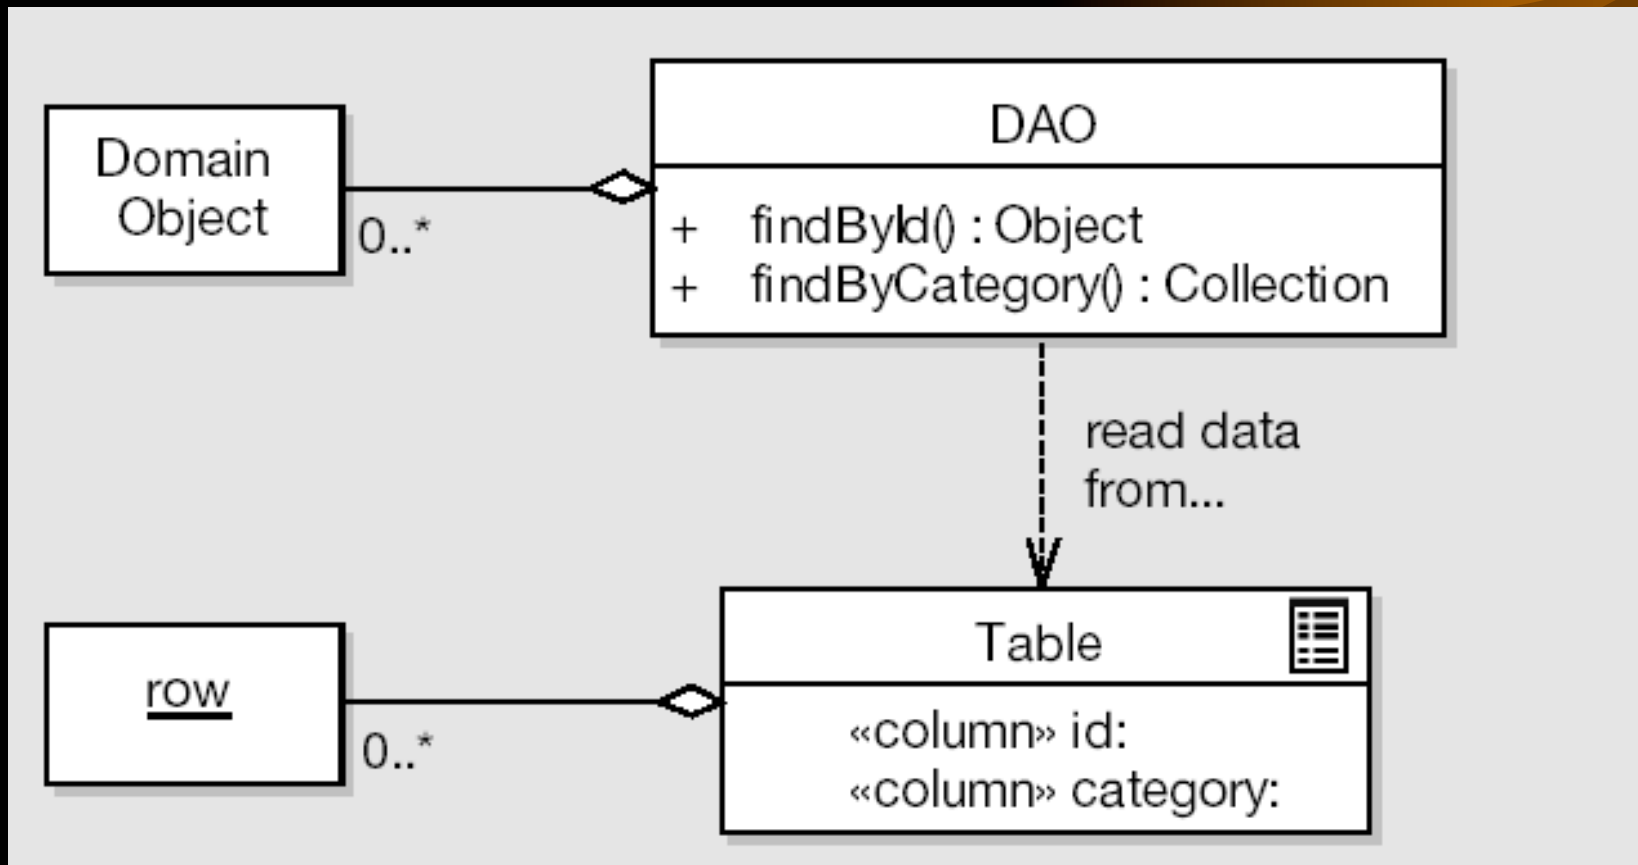 Domain
Object
0..*
DAO
+ findById() : Object
+ findByCategory() : Collection
read data
from...
row
0..*
Table
«column» id:
«column» category: